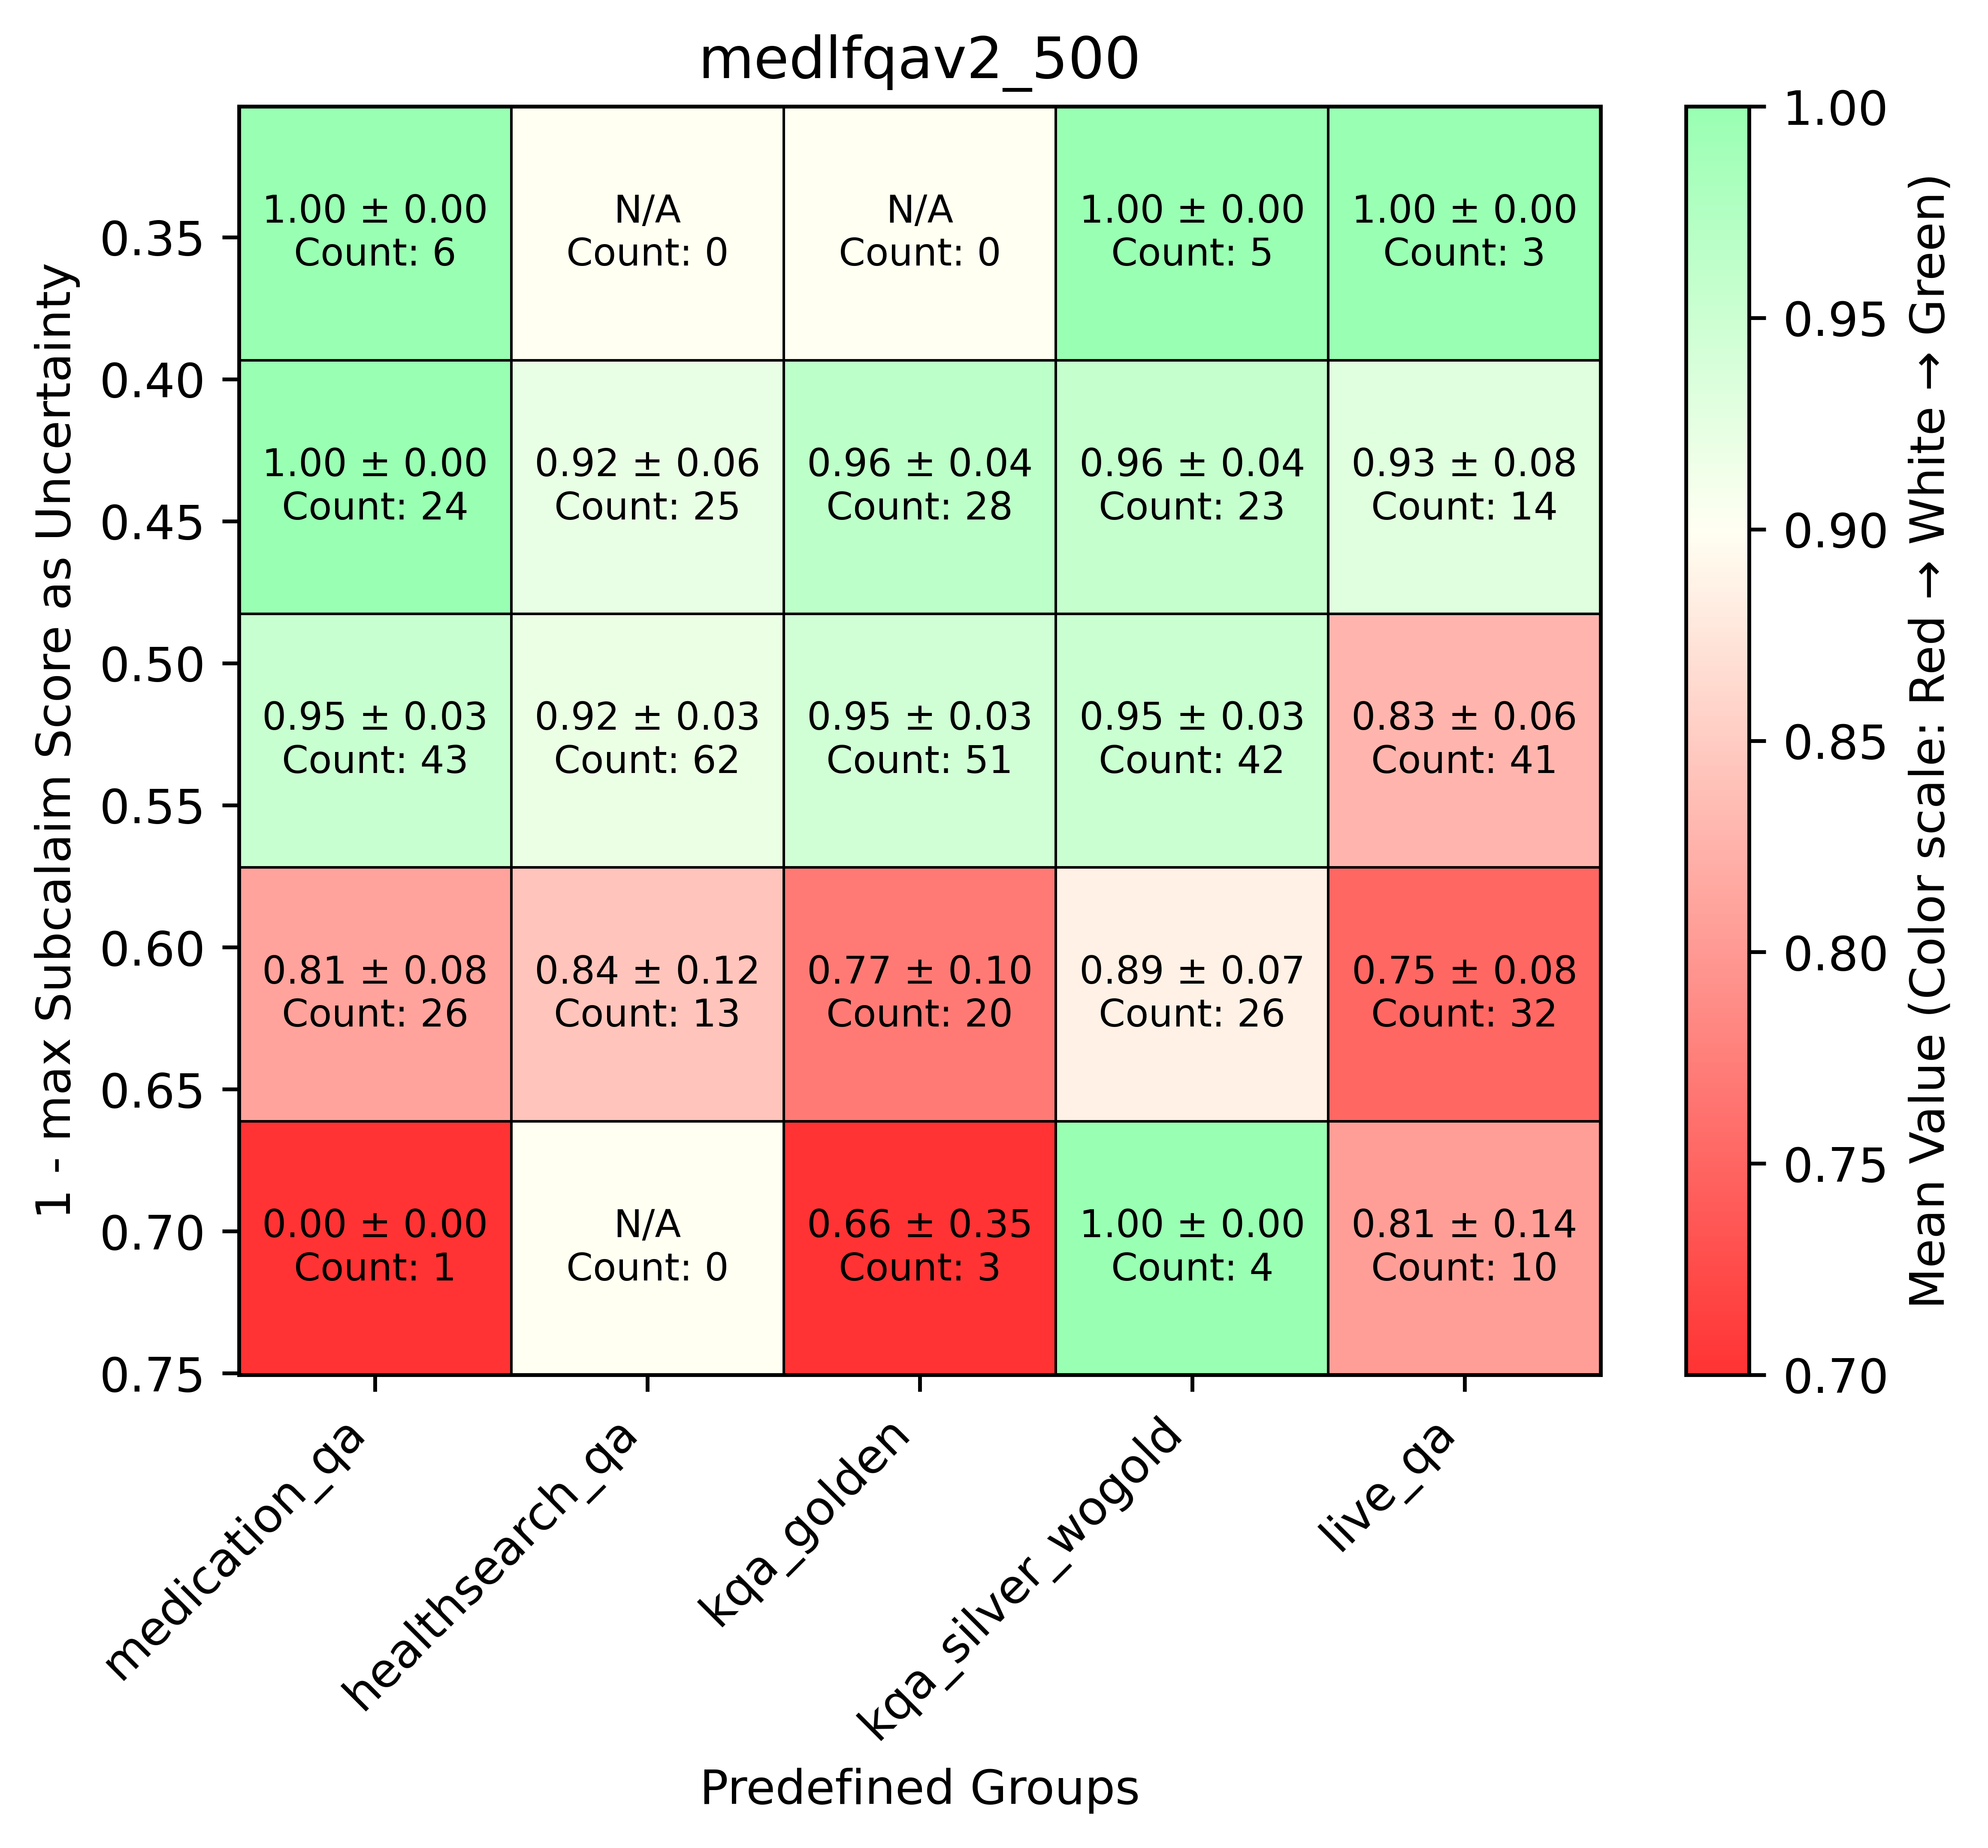 medlfqav2_500
1 - max Subcalaim Score as Uncertainty
0.35
0.40
0.45
0.50
0.55
0.60
0.65
0.70
0.75
1.00 ± 0.00
Count: 6
N/A
Count: 0
N/A
Count: 0
1.00 ± 0.00
Count: 5
1.00 ± 0.00
Count: 3
1.00 ± 0.00
Count: 24
0.92 ± 0.06
Count: 25
0.96 ± 0.04
Count: 28
0.96 ± 0.04
Count: 23
0.93 ± 0.08
Count: 14
0.95 ± 0.03
Count: 43
0.92 ± 0.03
Count: 62
0.95 ± 0.03
Count: 51
0.95 ± 0.03
Count: 42
0.83 ± 0.06
Count: 41
0.81 ± 0.08
Count: 26
0.84 ± 0.12
Count: 13
0.77 ± 0.10
Count: 20
0.89 ± 0.07
Count: 26
0.75 ± 0.08
Count: 32
0.00 ± 0.00
Count: 1
N/A
Count: 0
0.66 ± 0.35
Count: 3
1.00 ± 0.00
Count: 4
0.81 ± 0.14
Count: 10
medication_qa
healthsearch_qa
kqa_golden
kqa_silver_wogold
live_qa
Predefined Groups
1.00
0.95
0.90
0.85
0.80
0.75
0.70
Mean Value (Color scale: Red → White → Green)